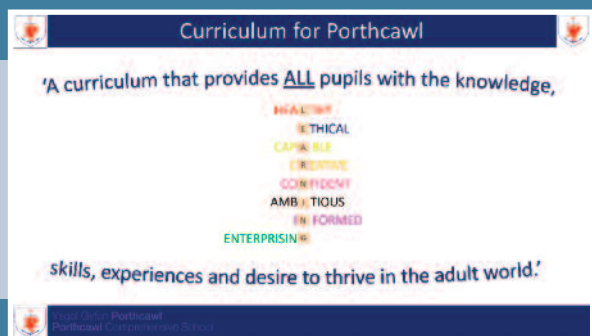 Curriculum for Porthcawl
'A curriculum that provides ALL pupils with the knowledge,
HEALTHY
ETHICAL
CAPABLE
CREATIVE
CONFIDENT
AMBITIOUS
INFORMED
ENTERPRISING
skills, experiences and desire to thrive in the adult world.'
Ysgol Gyfun Porthcawl
Porthcawl Comprehensive School